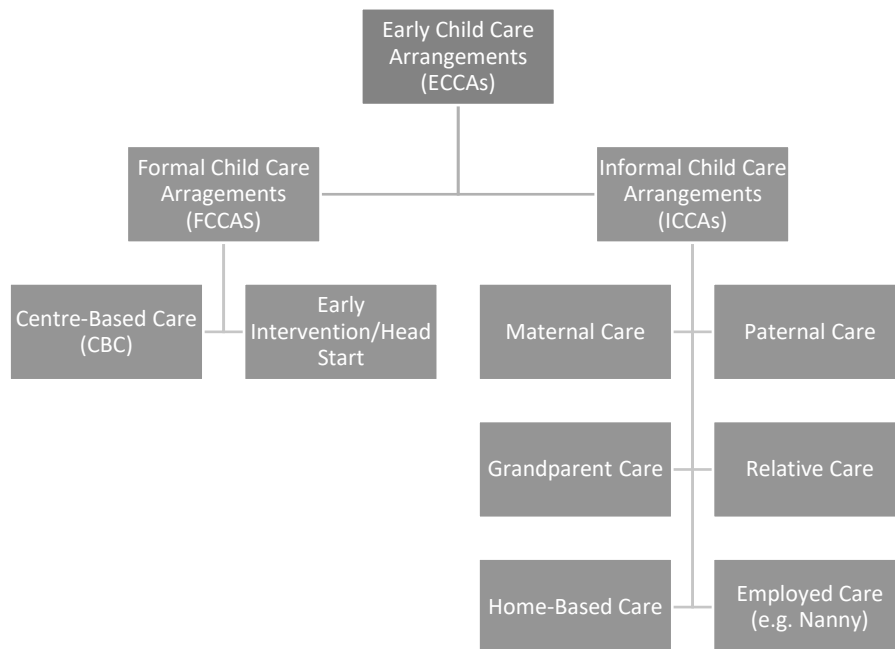 Early Child Care
Arrangements
(ECCAs)
Formal Child Care
Arragements
(FCCAS)
Informal Child Care
Arrangements
(ICCAs)
Centre-Based Care
(CBC)
Early
Intervention/Head
Start
Maternal Care
Paternal Care
Grandparent Care
Relative Care
Home-Based Care
Employed Care
(e.g. Nanny)